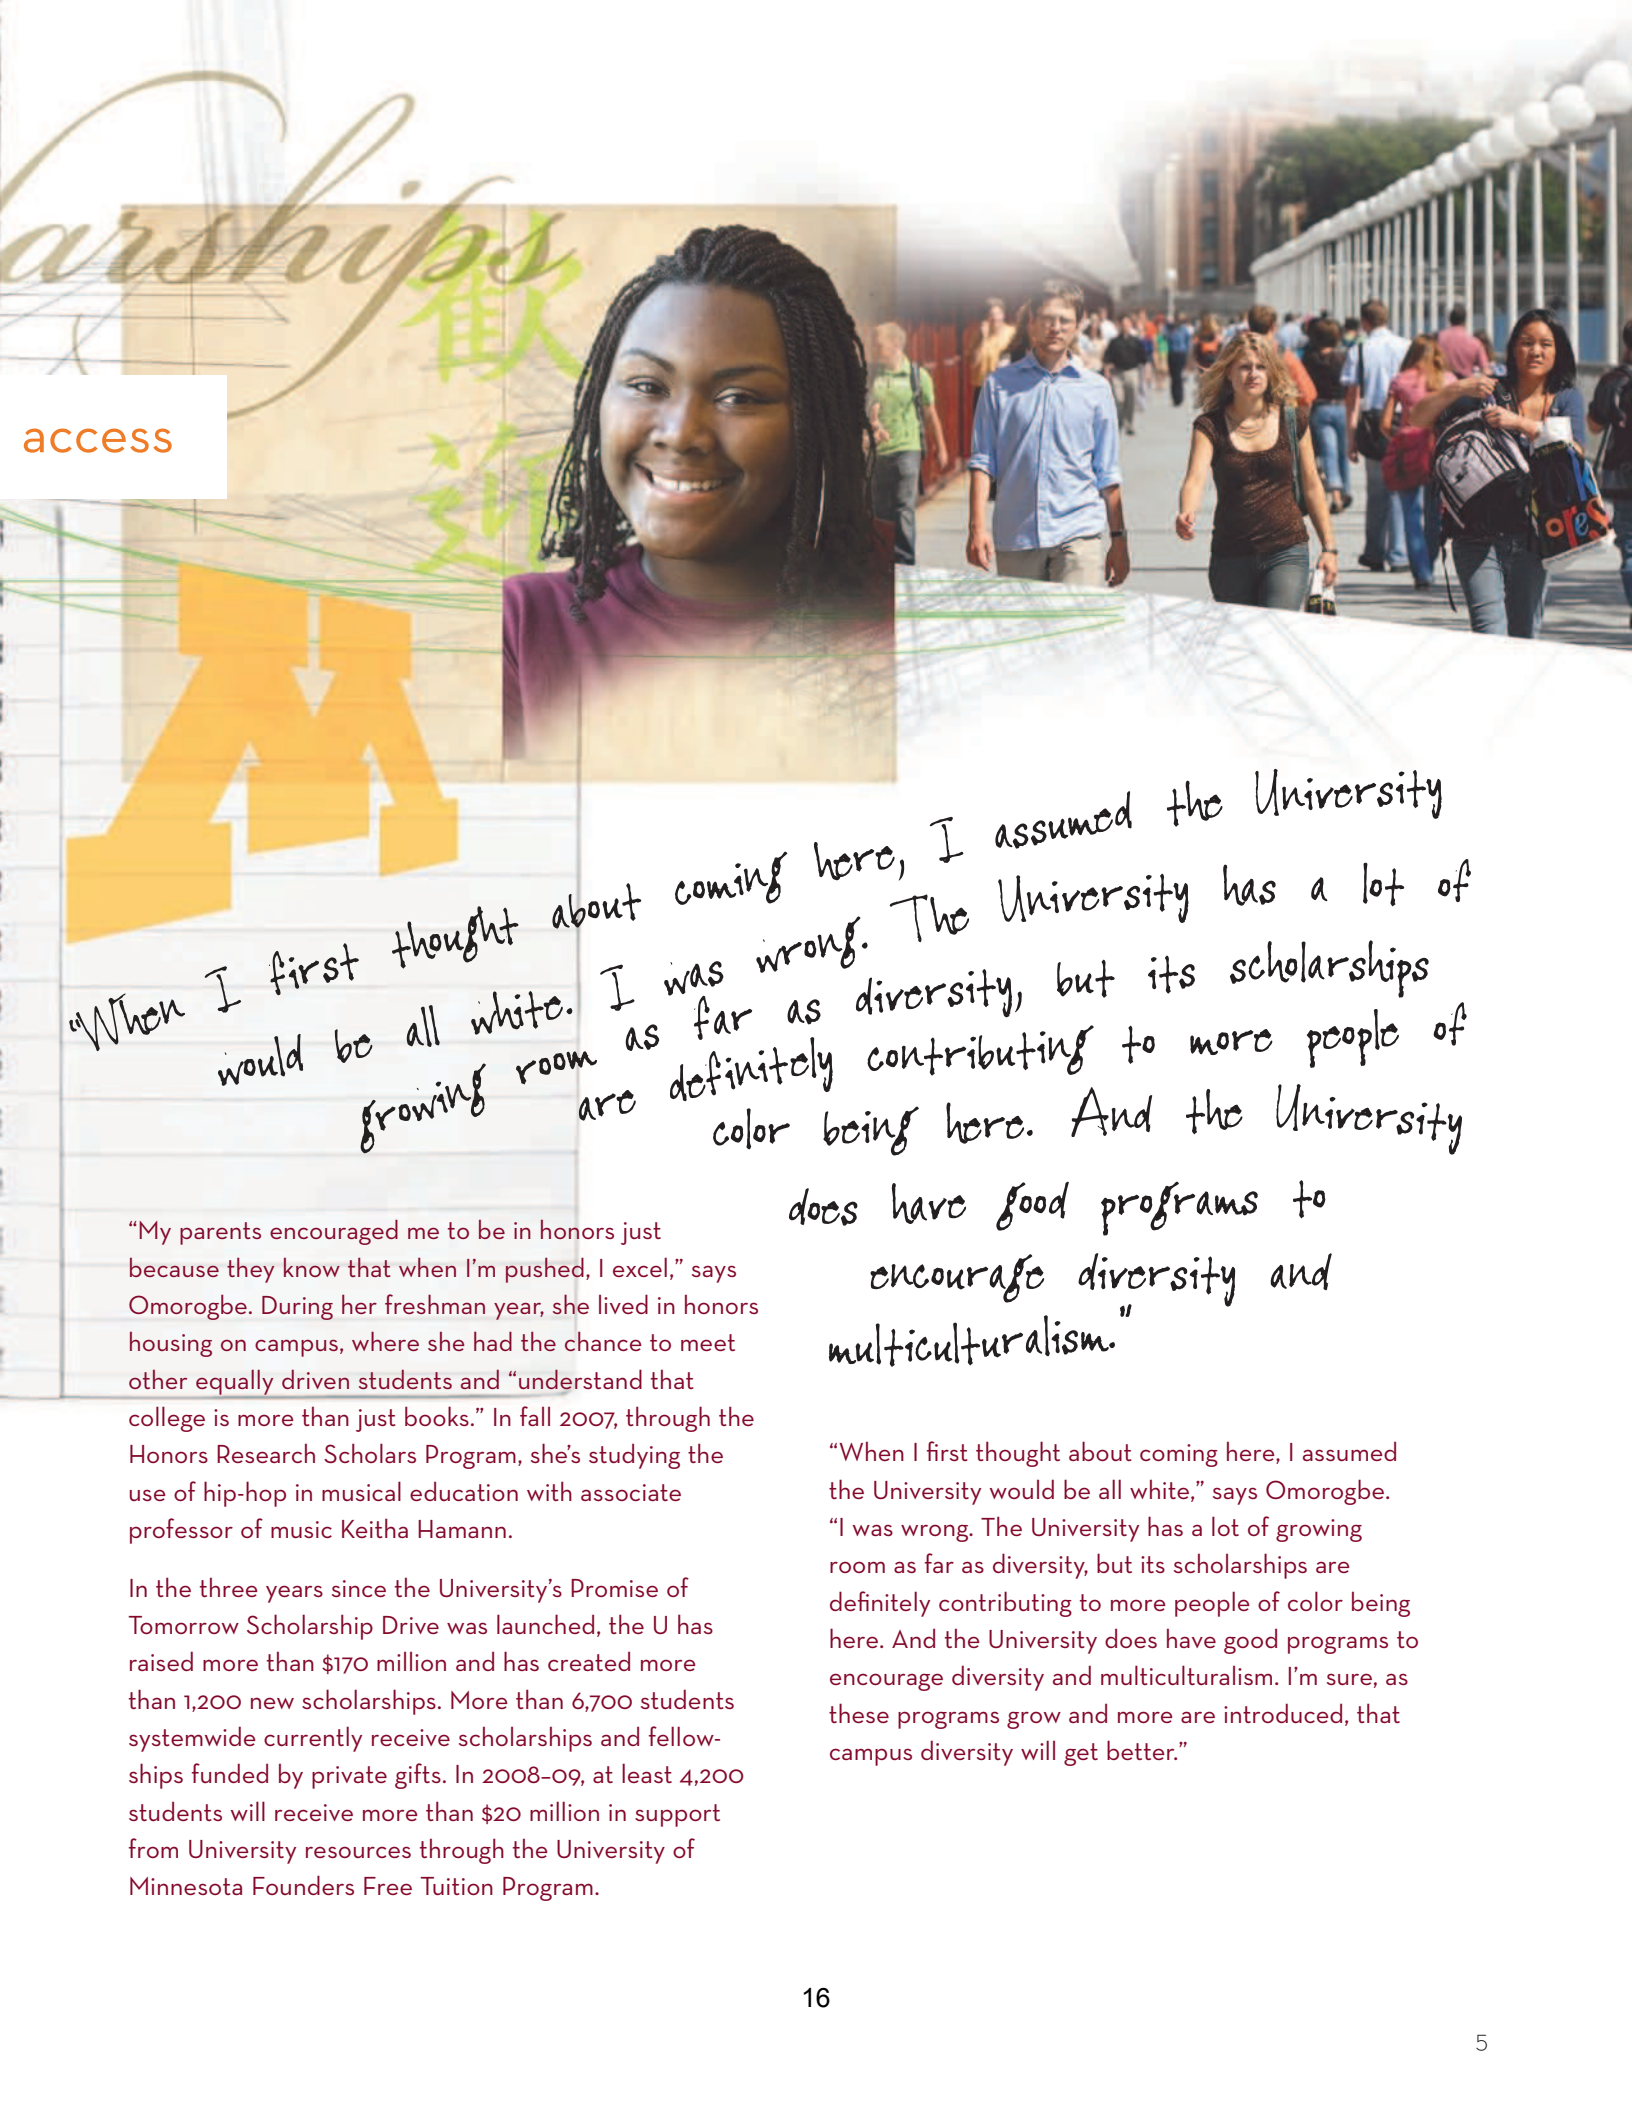 arships
歡
迎
access
M
"When I first thought about coming here, I assumed the University
would be all white. I was wrong. The University has a lot of
growing room as far as diversity, but its scholarships
are definitely contributing to more people of
color being here. And the University
does have good programs to
encourage diversity and
multiculturalism."
“My parents encouraged me to be in honors just
because they know that when I’m pushed, I excel,” says
Omorogbe. During her freshman year, she lived in honors
housing on campus, where she had the chance to meet
other equally driven students and “understand that
college is more than just books.” In fall 2007, through the
Honors Research Scholars Program, she’s studying the
use of hip-hop in musical education with associate
professor of music Keitha Hamann.
In the three years since the University’s Promise of
Tomorrow Scholarship Drive was launched, the U has
raised more than $170 million and has created more
than 1,200 new scholarships. More than 6,700 students
systemwide currently receive scholarships and fellow-
ships funded by private gifts. In 2008–09, at least 4,200
students will receive more than $20 million in support
from University resources through the University of
Minnesota Founders Free Tuition Program.
“When I first thought about coming here, I assumed
the University would be all white,” says Omorogbe.
“I was wrong. The University has a lot of growing
room as far as diversity, but its scholarships are
definitely contributing to more people of color being
here. And the University does have good programs to
encourage diversity and multiculturalism. I’m sure, as
these programs grow and more are introduced, that
campus diversity will get better.”
16
5